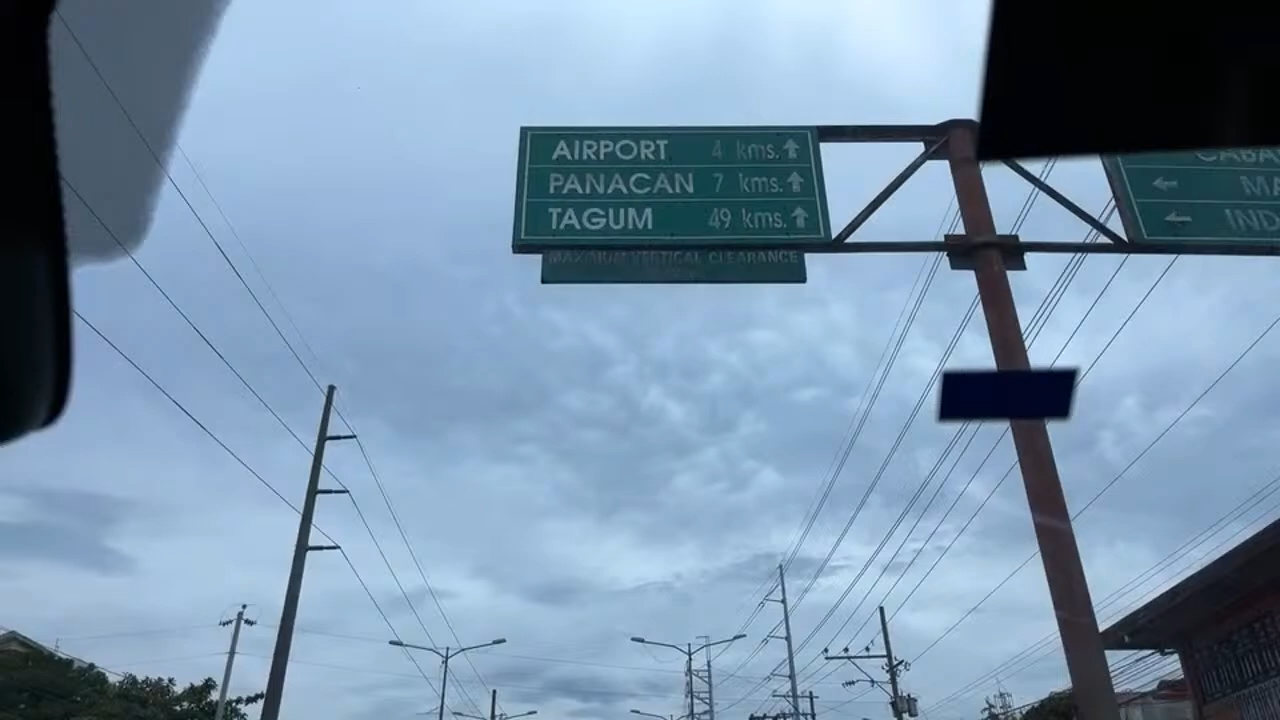 AIRPORT 4 kms.
PANACAN 7 kms.
TAGUM 49 kms.
MAXIMUM VERTICAL CLEARANCE